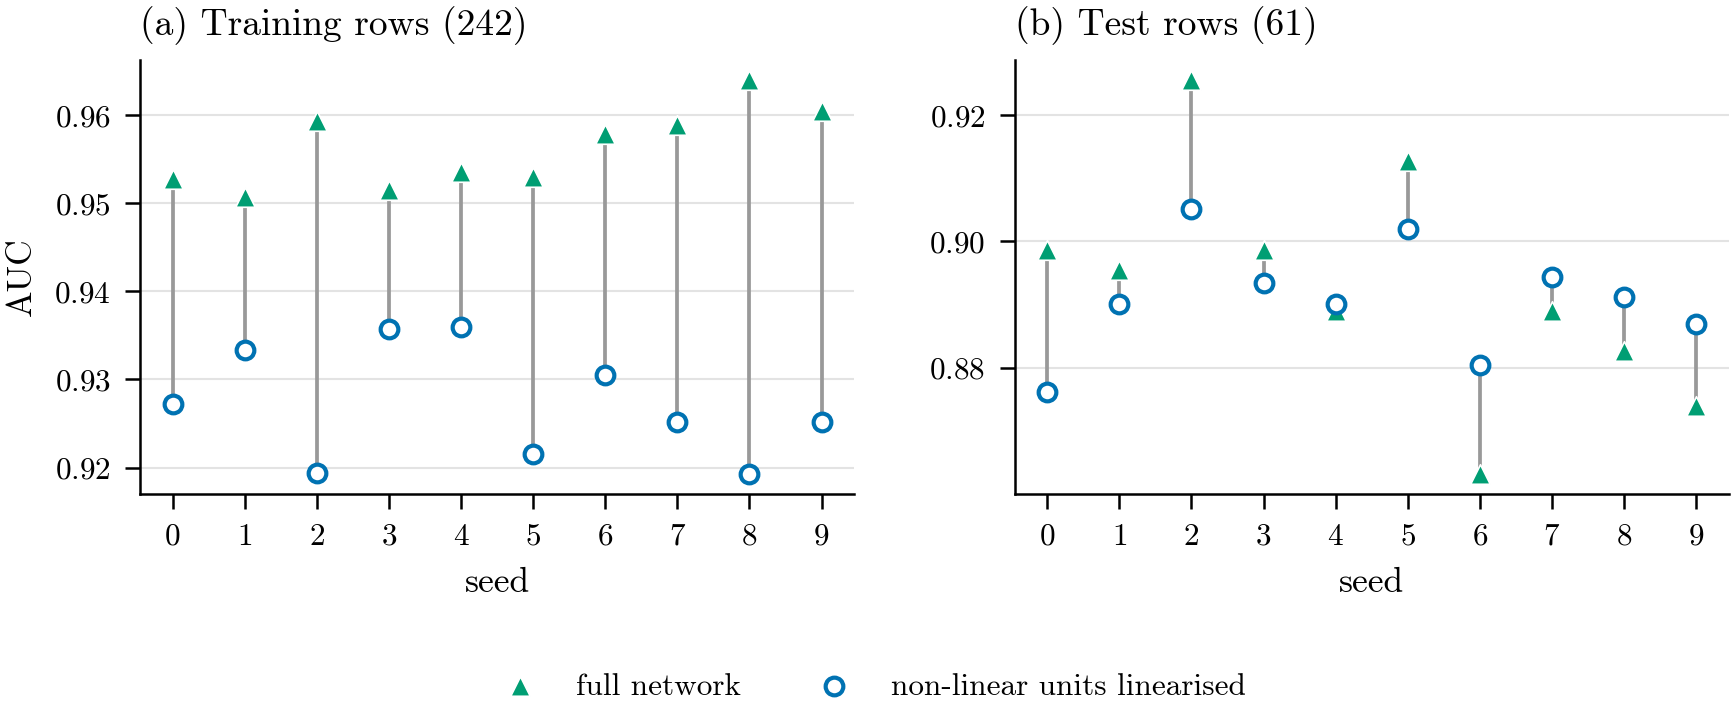 (a) Training rows (242)
AUC
0.96
0.95
0.94
0.93
0.92
0 1 2 3 4 5 6 7 8 9
seed
(b) Test rows (61)
0.92
0.90
0.88
0 1 2 3 4 5 6 7 8 9
seed
full network
non-linear units linearised